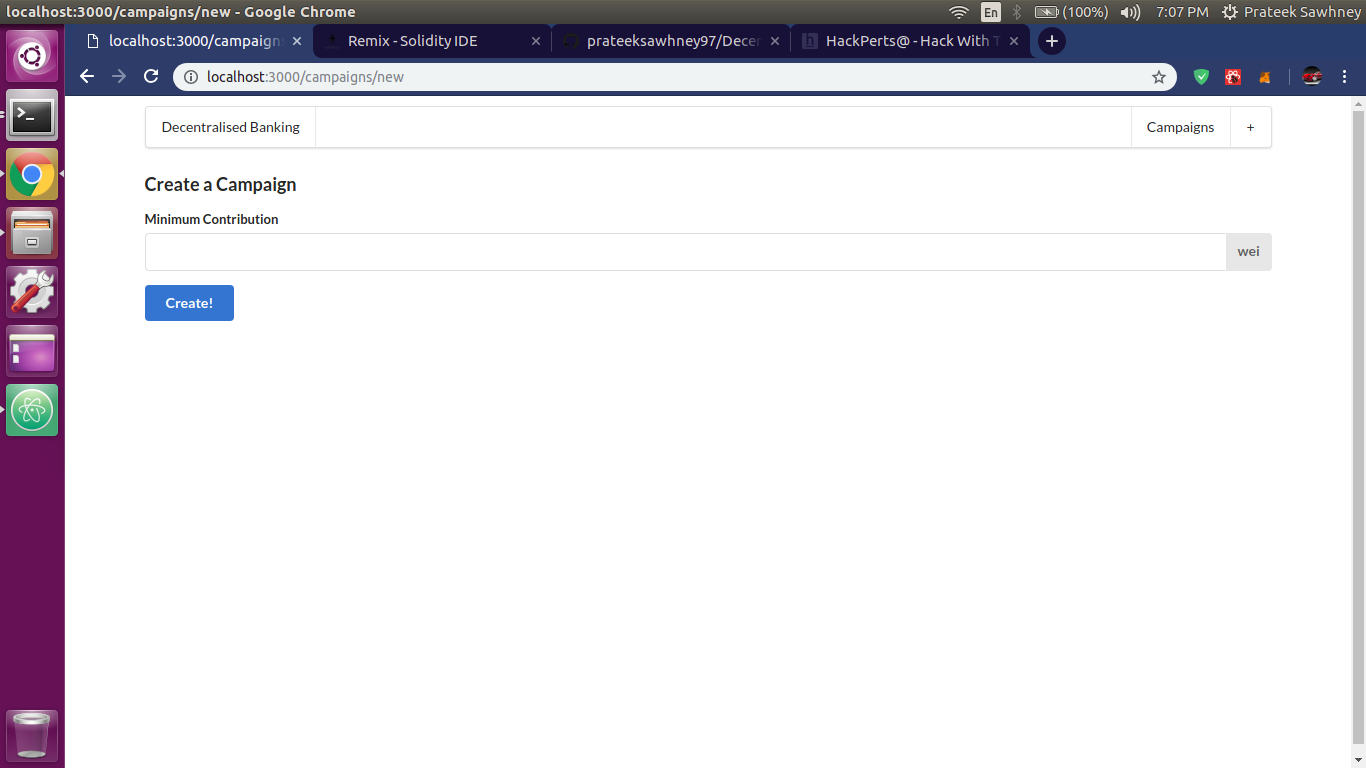 localhost:3000/campaigns/new - Google Chrome
En
(100%)
7:07 PM
Prateek Sawhney
localhost:3000/campaign
Remix - Solidity IDE
prateeksawhney97/Decer
HackPerts@ - Hack With T
localhost:3000/campaigns/new
Decentralised Banking
Campaigns
+
Create a Campaign
Minimum Contribution
wei
Create!